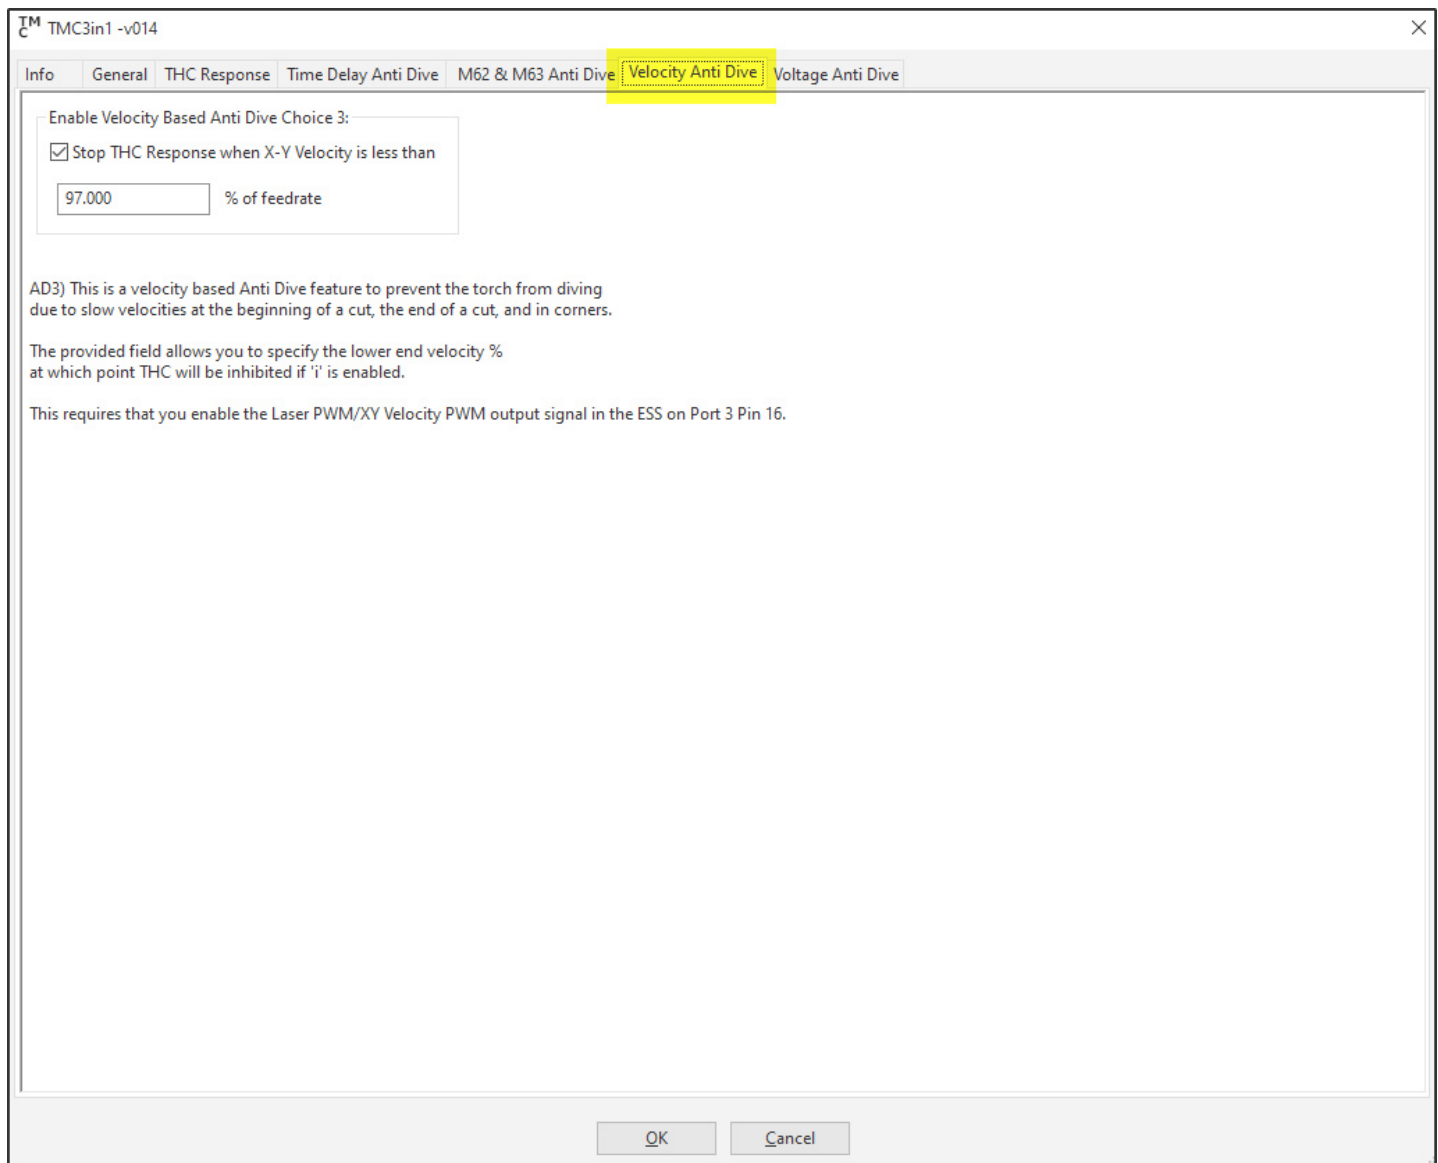 TMC TMC3in1 -v014
Info General THC Response Time Delay Anti Dive M62 & M63 Anti Dive Velocity Anti Dive Voltage Anti Dive
Enable Velocity Based Anti Dive Choice 3:
Stop THC Response when X-Y Velocity is less than
97.000 % of feedrate
AD3) This is a velocity based Anti Dive feature to prevent the torch from diving
due to slow velocities at the beginning of a cut, the end of a cut, and in corners.
The provided field allows you to specify the lower end velocity %
at which point THC will be inhibited if 'i' is enabled.
This requires that you enable the Laser PWM/XY Velocity PWM output signal in the ESS on Port 3 Pin 16.
OK Cancel